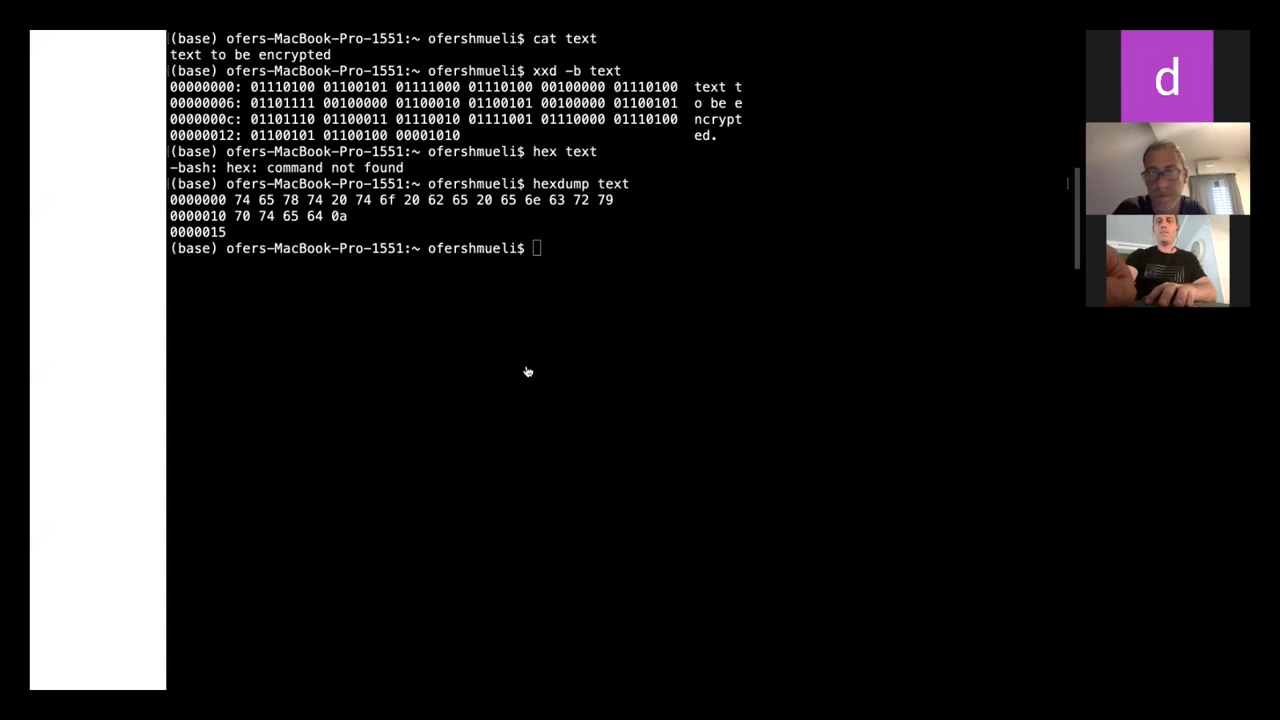 (base) ofers-MacBook-Pro-1551:~ ofershmueli$ cat text
text to be encrypted
(base) ofers-MacBook-Pro-1551:~ ofershmueli$ xxd -b text
00000000: 01110100 01100101 01111000 01110100 00100000 01110100  text t
00000006: 01101111 00100000 01100010 01100101 00100000 01100101  o be e
0000000c: 01101110 01100011 01110010 01111001 01110000 01110100  ncrypt
00000012: 01100101 01100100 00001010  ed.
(base) ofers-MacBook-Pro-1551:~ ofershmueli$ hex text
-bash: hex: command not found
(base) ofers-MacBook-Pro-1551:~ ofershmueli$ hexdump text
0000000 74 65 78 74 20 74 6f 20 62 65 20 65 6e 63 72 79
0000010 70 74 65 64 0a
0000015
(base) ofers-MacBook-Pro-1551:~ ofershmueli$
d